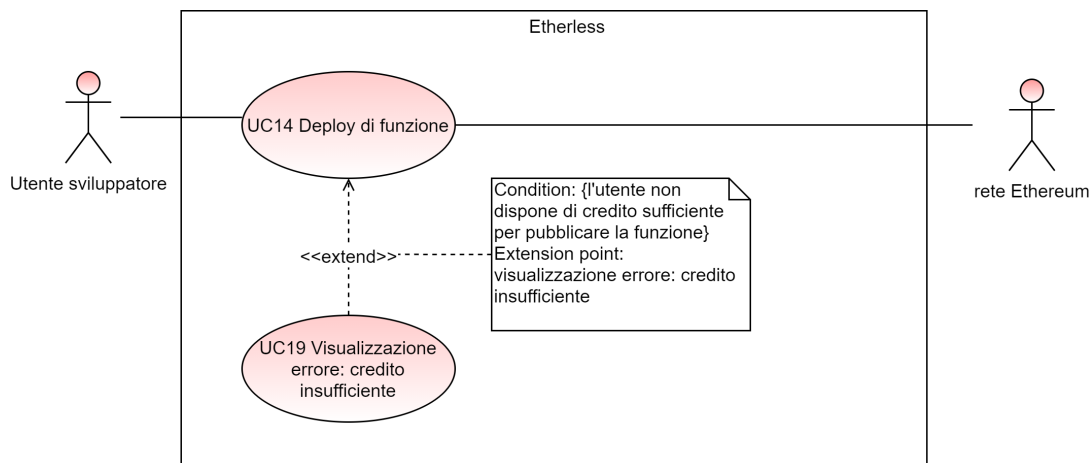 Etherless
UC14 Deploy di funzione
Utente sviluppatore
rete Ethereum
Condition: {l'utente non
dispone di credito sufficiente
per pubblicare la funzione}
Extension point:
visualizzazione errore: credito
insufficiente
<<extend>>
UC19 Visualizzazione
errore: credito
insufficiente